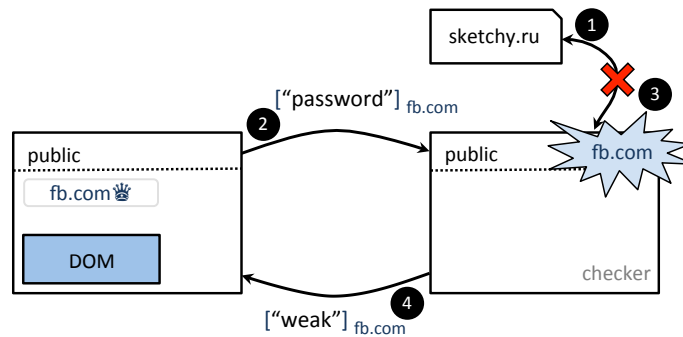 sketchy.ru
1
["password"] fb.com
2
3
public
public
fb.com
fb.com
DOM
checker
4
["weak"] fb.com